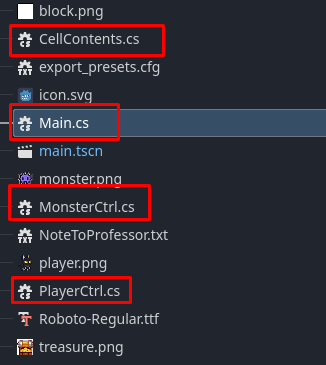 block.png
CellContents.cs
export_presets.cfg
icon.svg
Main.cs
main.tscn
monster.png
MonsterCtrl.cs
NoteToProfessor.txt
player.png
PlayerCtrl.cs
Roboto-Regular.ttf
treasure.png